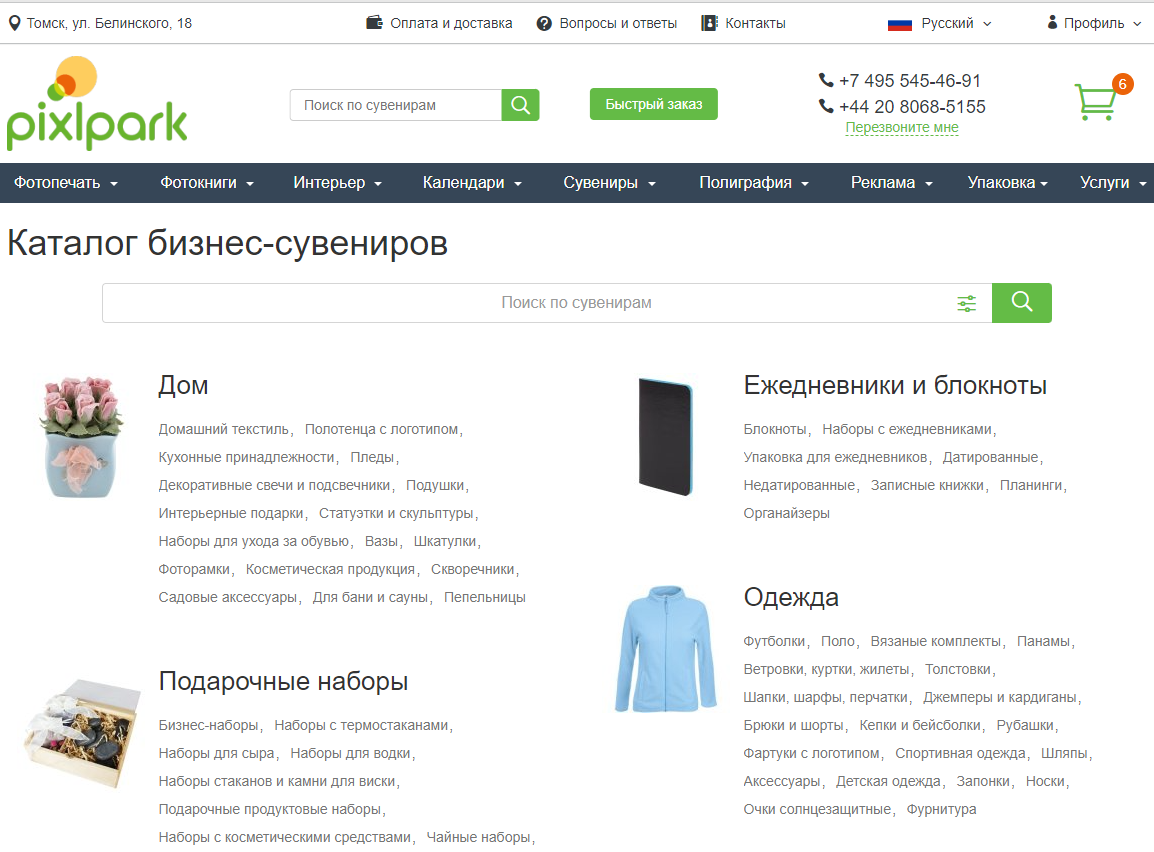 Томск, ул. Белинского, 18 Оплата и доставка Вопросы и ответы Контакты Русский Профиль
pixlpark
Поиск по сувенирам
Быстрый заказ
+7 495 545-46-91
+44 20 8068-5155
Перезвоните мне
6
Фотопечать Фотокниги Интерьер Календари Сувениры Полиграфия Реклама Упаковка Услуги
Каталог бизнес-сувениров
Поиск по сувенирам
Дом
Домашний текстиль, Полотенца с логотипом,
Кухонные принадлежности, Пледы,
Декоративные свечи и подсвечники, Подушки,
Интерьерные подарки, Статуэтки и скульптуры,
Наборы для ухода за обувью, Вазы, Шкатулки,
Фоторамки, Косметическая продукция, Скворечники,
Садовые аксессуары, Для бани и сауны, Пепельницы
Подарочные наборы
Бизнес-наборы, Наборы с термостаканами,
Наборы для сыра, Наборы для водки,
Наборы стаканов и камни для виски,
Подарочные продуктовые наборы,
Наборы с косметическими средствами, Чайные наборы,
Ежедневники и блокноты
Блокноты, Наборы с ежедневниками,
Упаковка для ежедневников, Датированные,
Недатированные, Записные книжки, Планинги,
Органайзеры
Одежда
Футболки, Поло, Вязаные комплекты, Панамы,
Ветровки, куртки, жилеты, Толстовки,
Шапки, шарфы, перчатки, Джемперы и кардиганы,
Брюки и шорты, Кепки и бейсболки, Рубашки,
Фартуки с логотипом, Спортивная одежда, Шляпы,
Аксессуары, Детская одежда, Запонки, Носки,
Очки солнцезащитные, Фурнитура